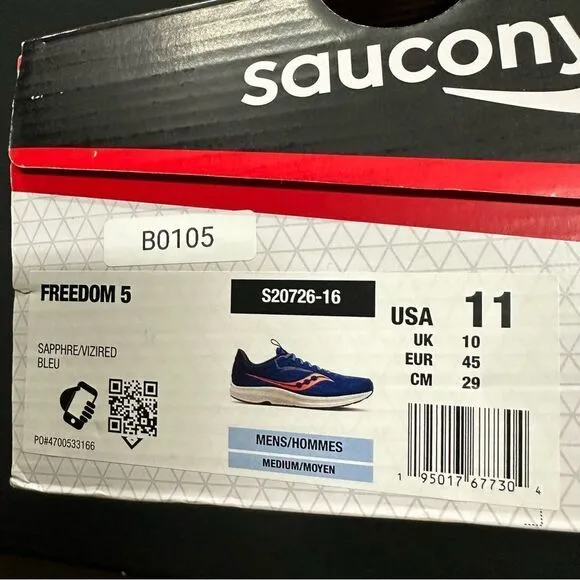 saucony
B0105
FREEDOM 5
S20726-16
SAPPHRE/VIZIRED
BLEU
PO#4700533166
USA 11
UK 10
EUR 45
CM 29
MENS/HOMMES
MEDIUM/MOYEN
1 95017 67730 4